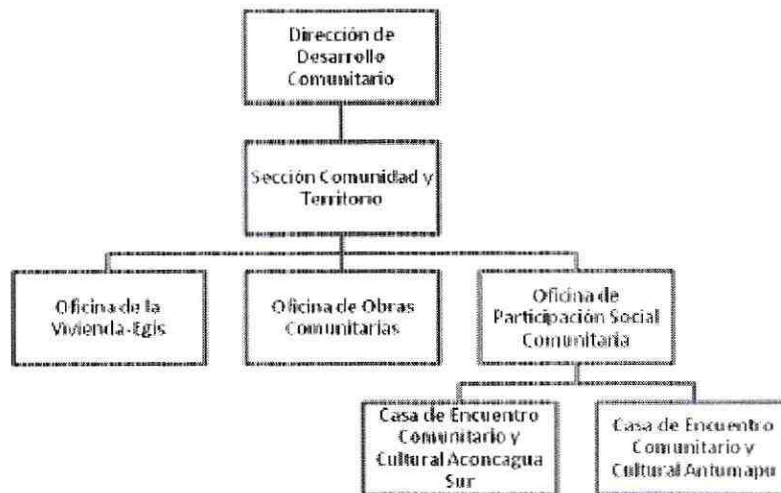 Dirección de
Desarrollo
Comunitario
Sección Comunidad y
Territorio
Oficina de la
Vivienda-Egis
Oficina de Obras
Comunitarias
Oficina de
Participación Social
Comunitaria
Casa de Encuentro
Comunitario y
Cultural Aconcagua
Sur
Casa de Encuentro
Comunitario y
Cultural Antumapu